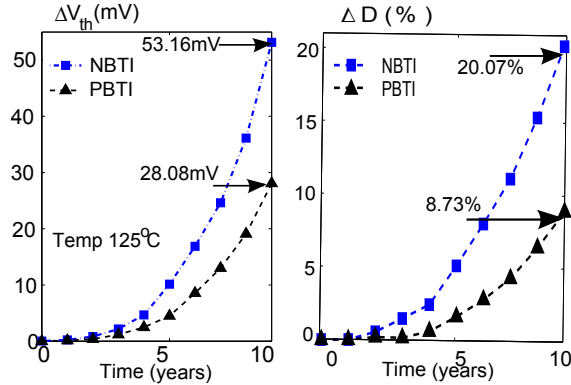 ΔV_th(mV)
53.16mV
NBTI
PBTI
28.08mV
Temp 125°C
50
40
30
20
10
0
0
5
10
Time (years)
Δ D ( % )
NBTI
PBTI
20.07%
8.73%
20
15
10
5
0
0
5
10
Time (years)